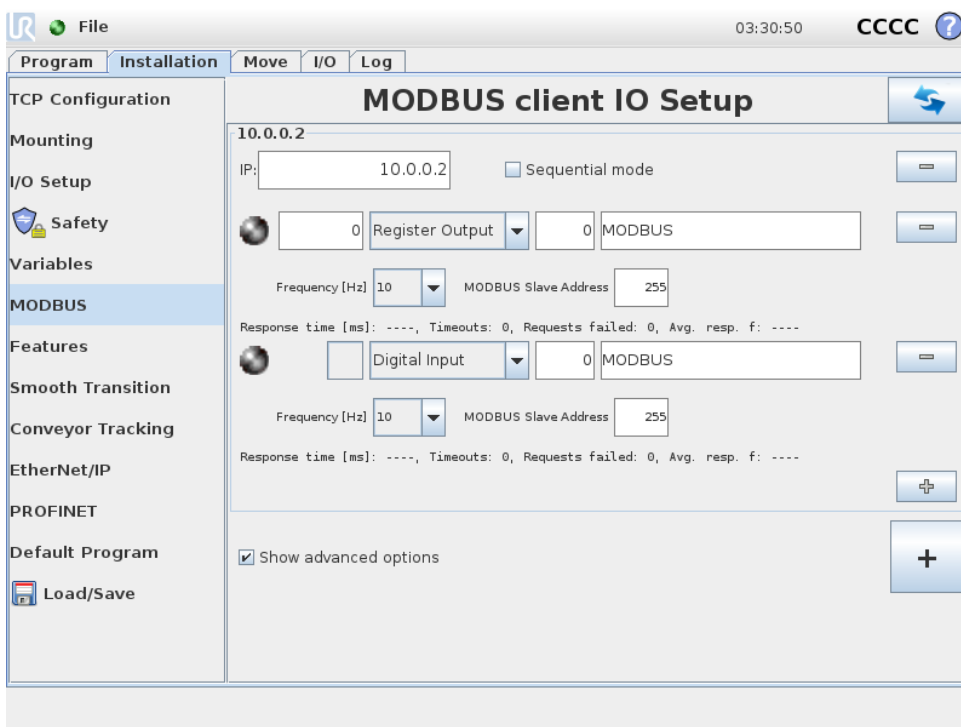 UR File 03:30:50 CCCC ?
Program Installation Move I/O Log
TCP Configuration
Mounting
I/O Setup
Safety
Variables
MODBUS
Features
Smooth Transition
Conveyor Tracking
EtherNet/IP
PROFINET
Default Program
Load/Save
MODBUS client IO Setup
10.0.0.2
IP: 10.0.0.2 Sequential mode
0 Register Output 0 MODBUS
Frequency [Hz] 10 MODBUS Slave Address 255
Response time [ms]: ----, Timeouts: 0, Requests failed: 0, Avg. resp. f: ----
Digital Input 0 MODBUS
Frequency [Hz] 10 MODBUS Slave Address 255
Response time [ms]: ----, Timeouts: 0, Requests failed: 0, Avg. resp. f: ----
Show advanced options